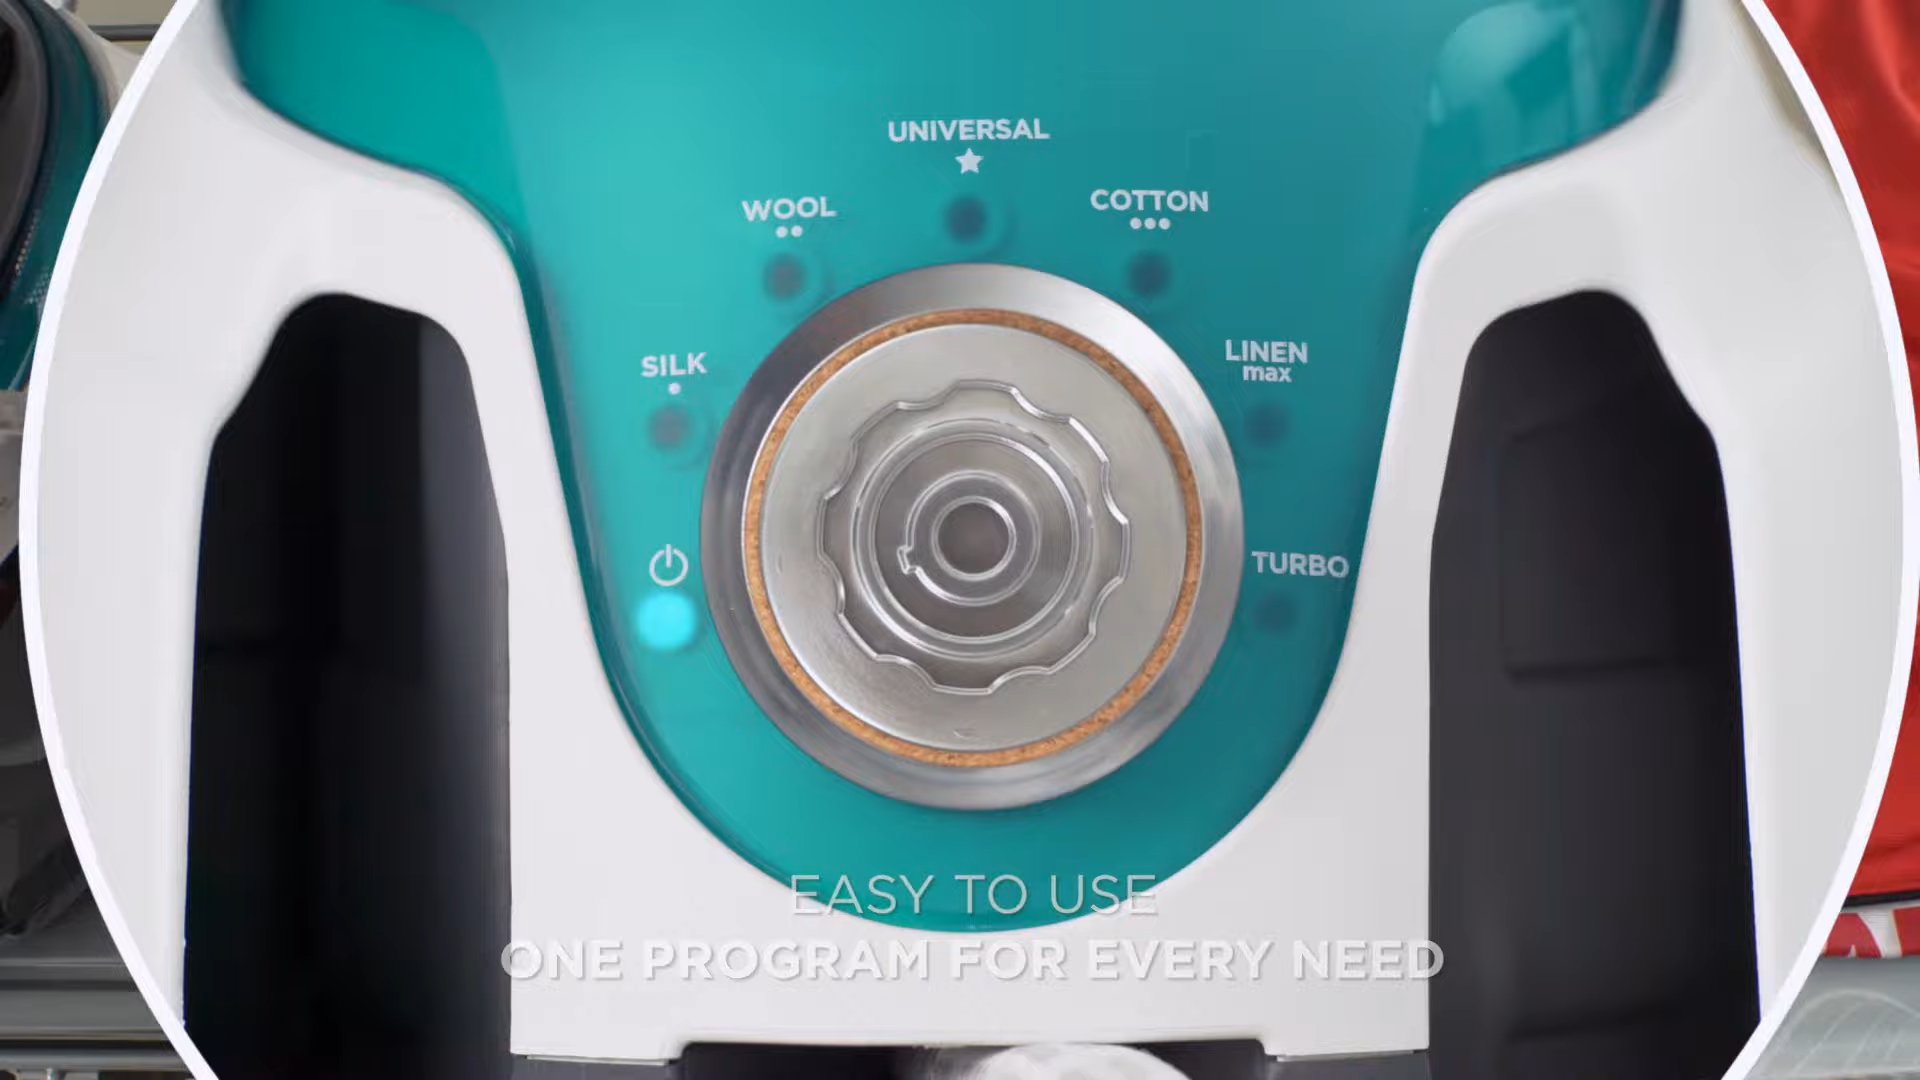 UNIVERSAL
WOOL
COTTON
SILK
LINEN
max
TURBO
EASY TO USE
ONE PROGRAM FOR EVERY NEED